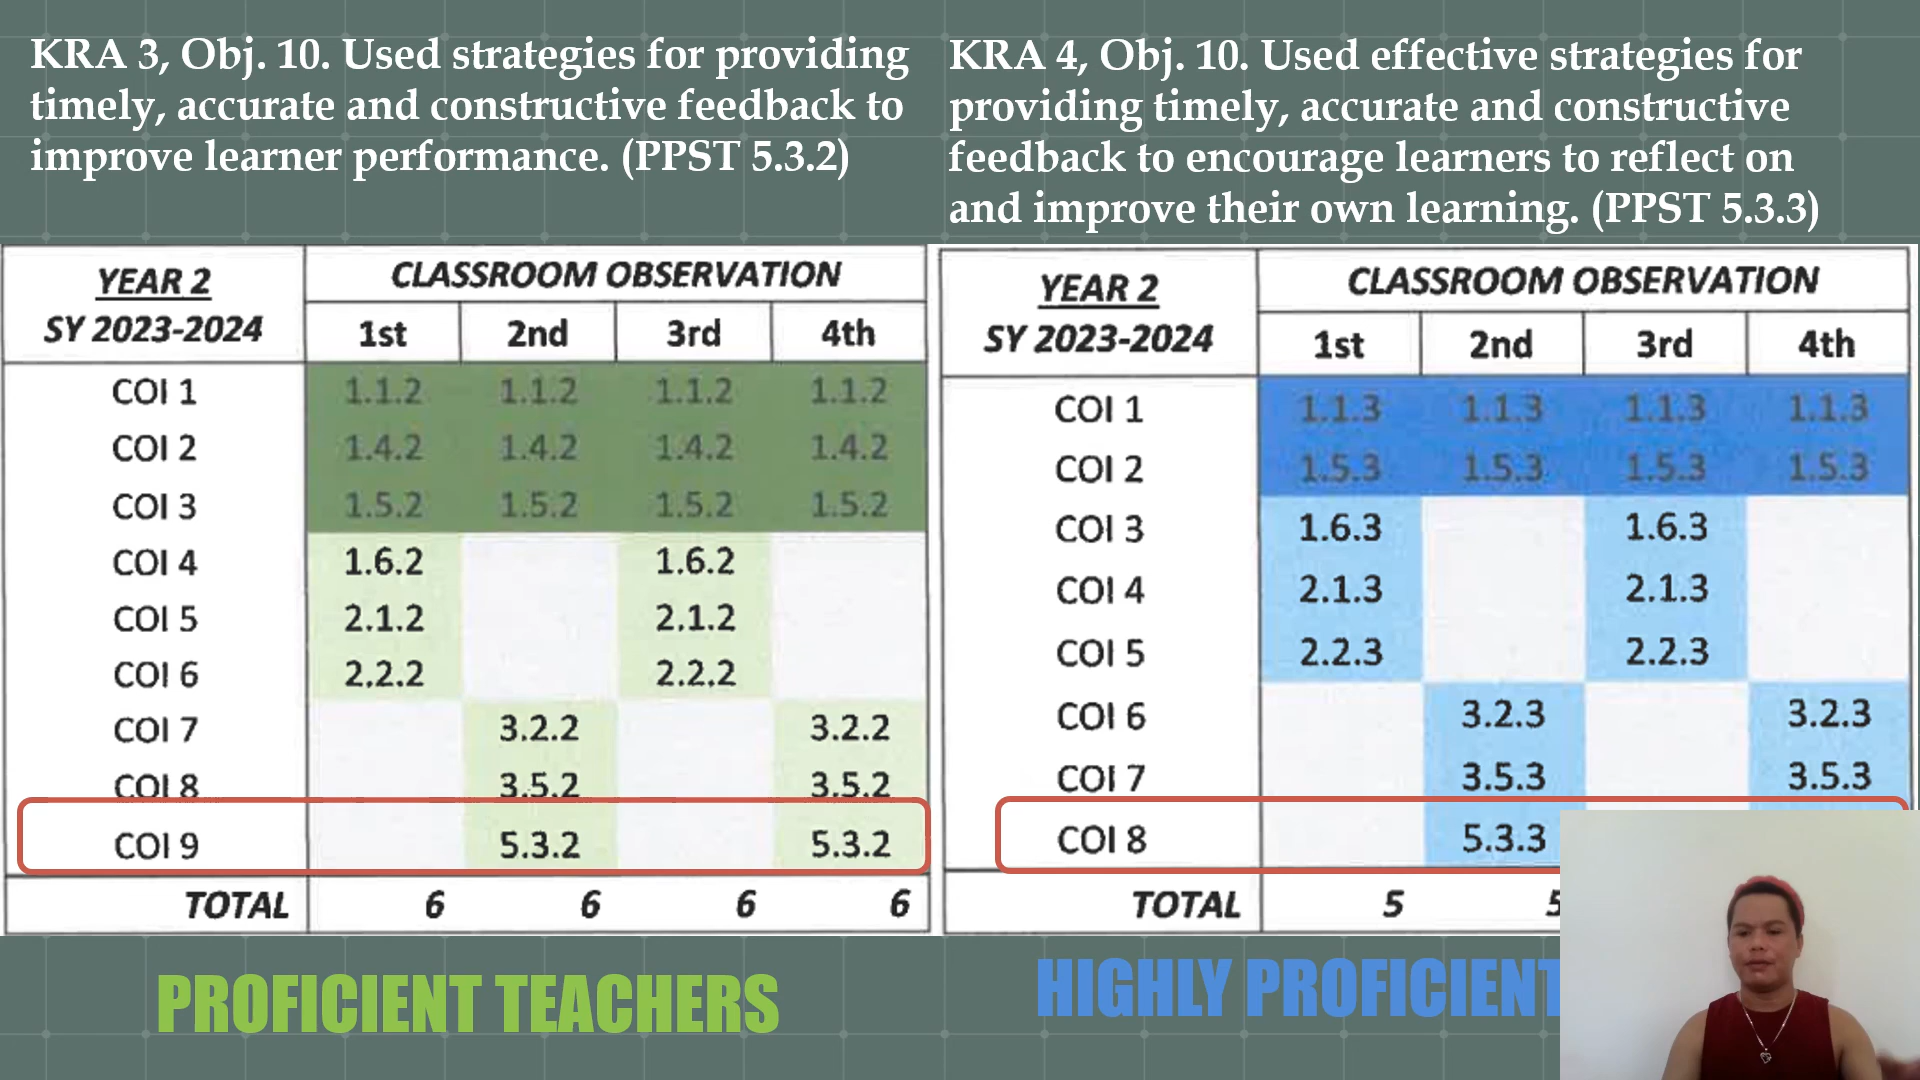 KRA 3, Obj. 10. Used strategies for providing
timely, accurate and constructive feedback to
improve learner performance. (PPST 5.3.2)
KRA 4, Obj. 10. Used effective strategies for
providing timely, accurate and constructive
feedback to encourage learners to reflect on
and improve their own learning. (PPST 5.3.3)
YEAR 2
SY 2023-2024
CLASSROOM OBSERVATION
1st 2nd 3rd 4th
COI 1 1.1.2 1.1.2 1.1.2 1.1.2
COI 2 1.4.2 1.4.2 1.4.2 1.4.2
COI 3 1.5.2 1.5.2 1.5.2 1.5.2
COI 4 1.6.2 1.6.2
COI 5 2.1.2 2.1.2
COI 6 2.2.2 2.2.2
COI 7 3.2.2 3.2.2
COI 8 3.5.2 3.5.2
COI 9 5.3.2 5.3.2
TOTAL 6 6 6 6
PROFICIENT TEACHERS
YEAR 2
SY 2023-2024
CLASSROOM OBSERVATION
1st 2nd 3rd 4th
COI 1 1.1.3 1.1.3 1.1.3 1.1.3
COI 2 1.5.3 1.5.3 1.5.3 1.5.3
COI 3 1.6.3 1.6.3
COI 4 2.1.3 2.1.3
COI 5 2.2.3 2.2.3
COI 6 3.2.3 3.2.3
COI 7 3.5.3 3.5.3
COI 8 5.3.3
TOTAL 5 5
HIGHLY PROFICIENT